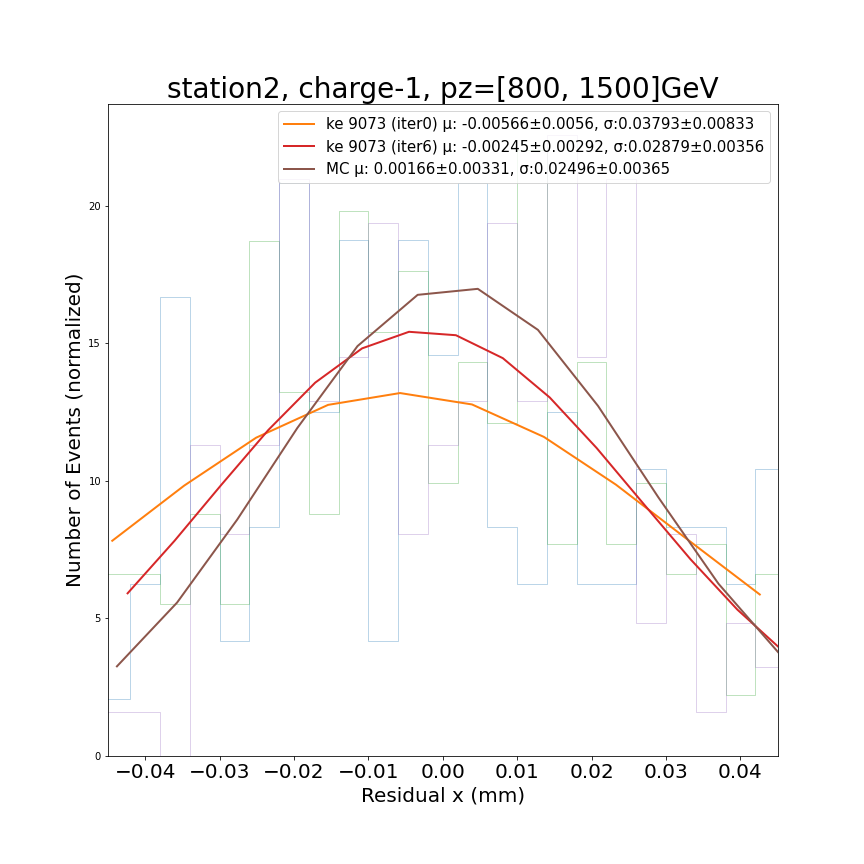 station2, charge-1, pz=[800, 1500]GeV
ke 9073 (iter0) μ: -0.00566±0.0056, σ:0.03793±0.00833
ke 9073 (iter6) μ: -0.00245±0.00292, σ:0.02879±0.00356
MC μ: 0.00166±0.00331, σ:0.02496±0.00365
20
15
10
5
0
Number of Events (normalized)
−0.04 −0.03 −0.02 −0.01 0.00 0.01 0.02 0.03 0.04
Residual x (mm)